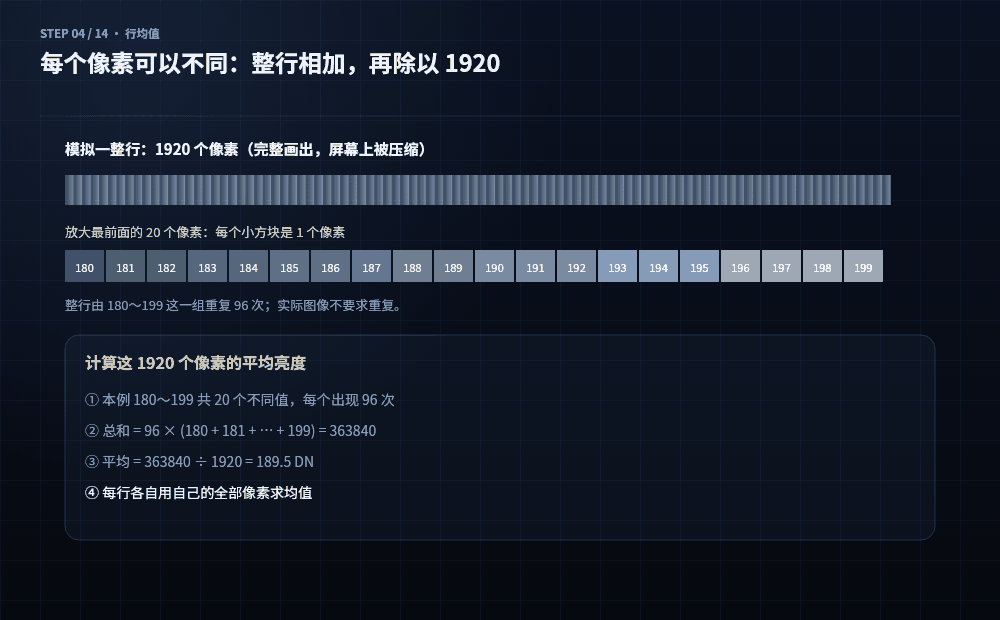 STEP 04 / 14 · 行均值
每个像素可以不同：整行相加，再除以 1920
模拟一整行：1920 个像素（完整画出，屏幕上被压缩）
放大最前面的 20 个像素：每个小方块是 1 个像素
180 181 182 183 184 185 186 187 188 189 190 191 192 193 194 195 196 197 198 199
整行由 180～199 这一组重复 96 次；实际图像不要求重复。
计算这 1920 个像素的平均亮度
① 本例 180～199 共 20 个不同值，每个出现 96 次
② 总和 = 96 × (180 + 181 + ⋯ + 199) = 363840
③ 平均 = 363840 ÷ 1920 = 189.5 DN
④ 每行各自用自己的全部像素求均值